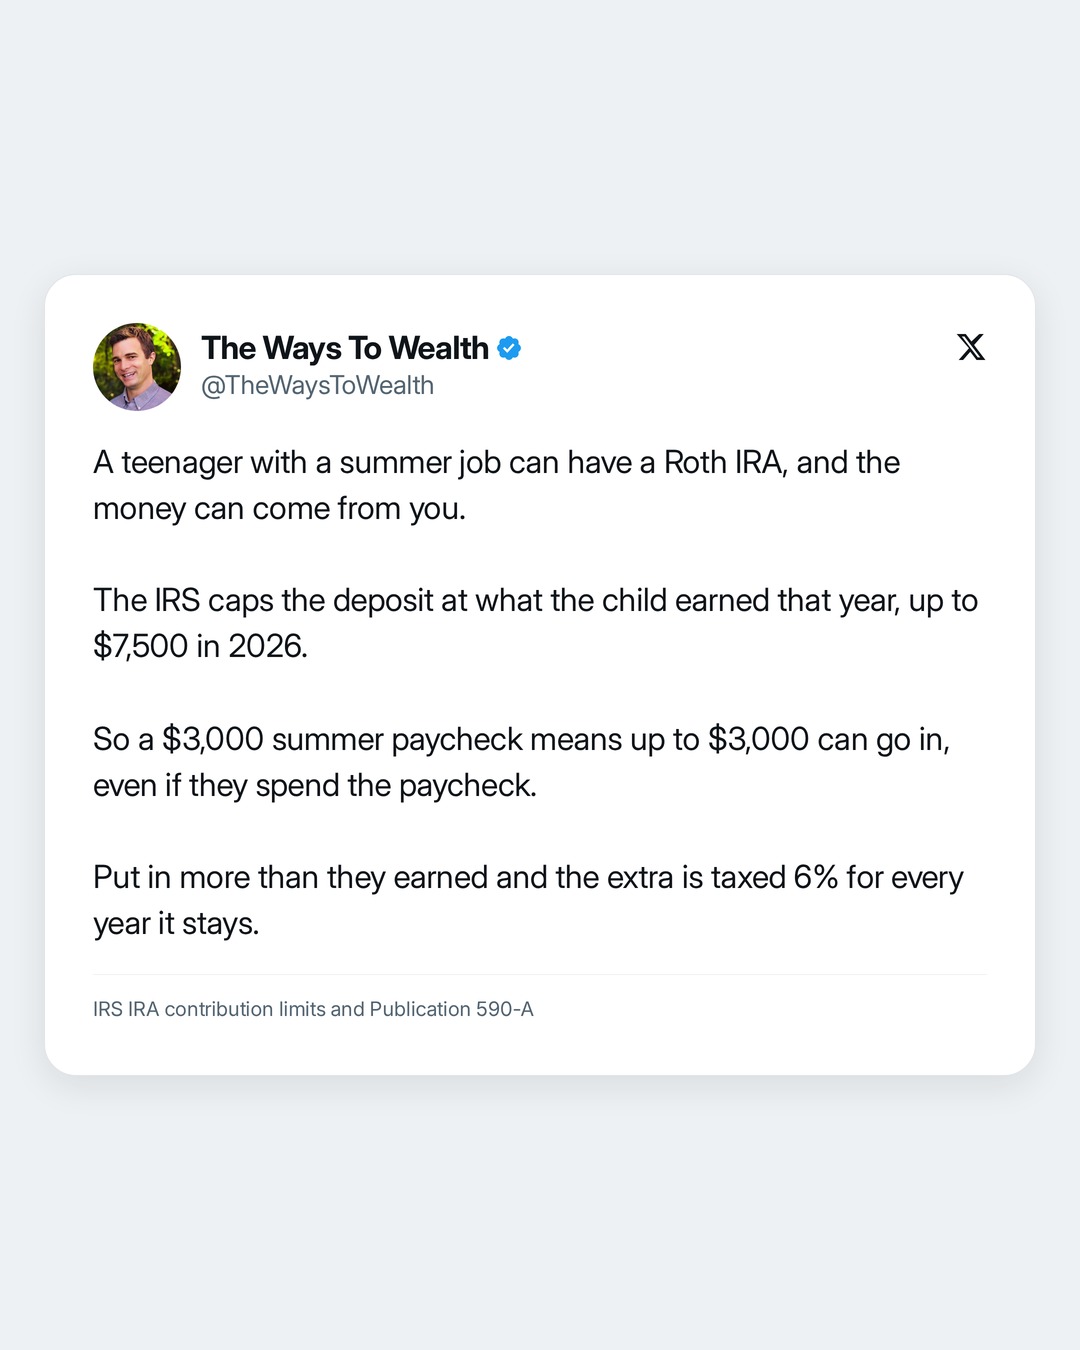 The Ways To Wealth
@TheWaysToWealth
A teenager with a summer job can have a Roth IRA, and the
money can come from you.
The IRS caps the deposit at what the child earned that year, up to
$7,500 in 2026.
So a $3,000 summer paycheck means up to $3,000 can go in,
even if they spend the paycheck.
Put in more than they earned and the extra is taxed 6% for every
year it stays.
IRS IRA contribution limits and Publication 590-A